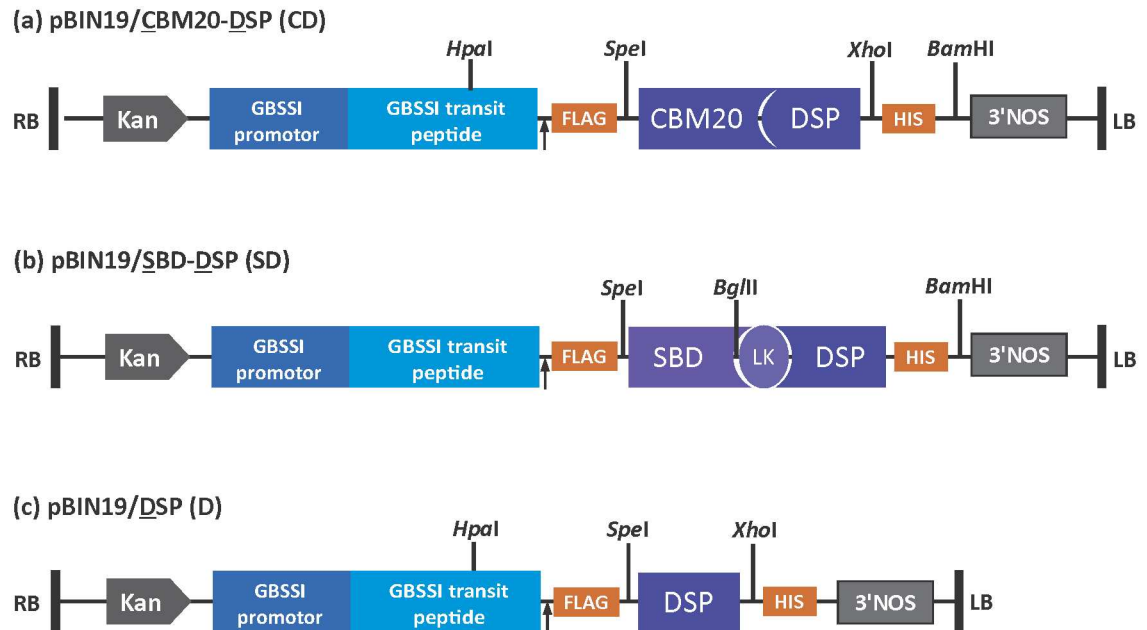 (a) pBIN19/CBM20-DSP (CD)
HpaI SpeI XhoI BamHI
RB Kan GBSSI promotor GBSSI transit peptide FLAG CBM20 DSP HIS 3'NOS LB
(b) pBIN19/SBD-DSP (SD)
SpeI BglII BamHI
RB Kan GBSSI promotor GBSSI transit peptide FLAG SBD LK DSP HIS 3'NOS LB
(c) pBIN19/DSP (D)
HpaI SpeI XhoI
RB Kan GBSSI promotor GBSSI transit peptide FLAG DSP HIS 3'NOS LB